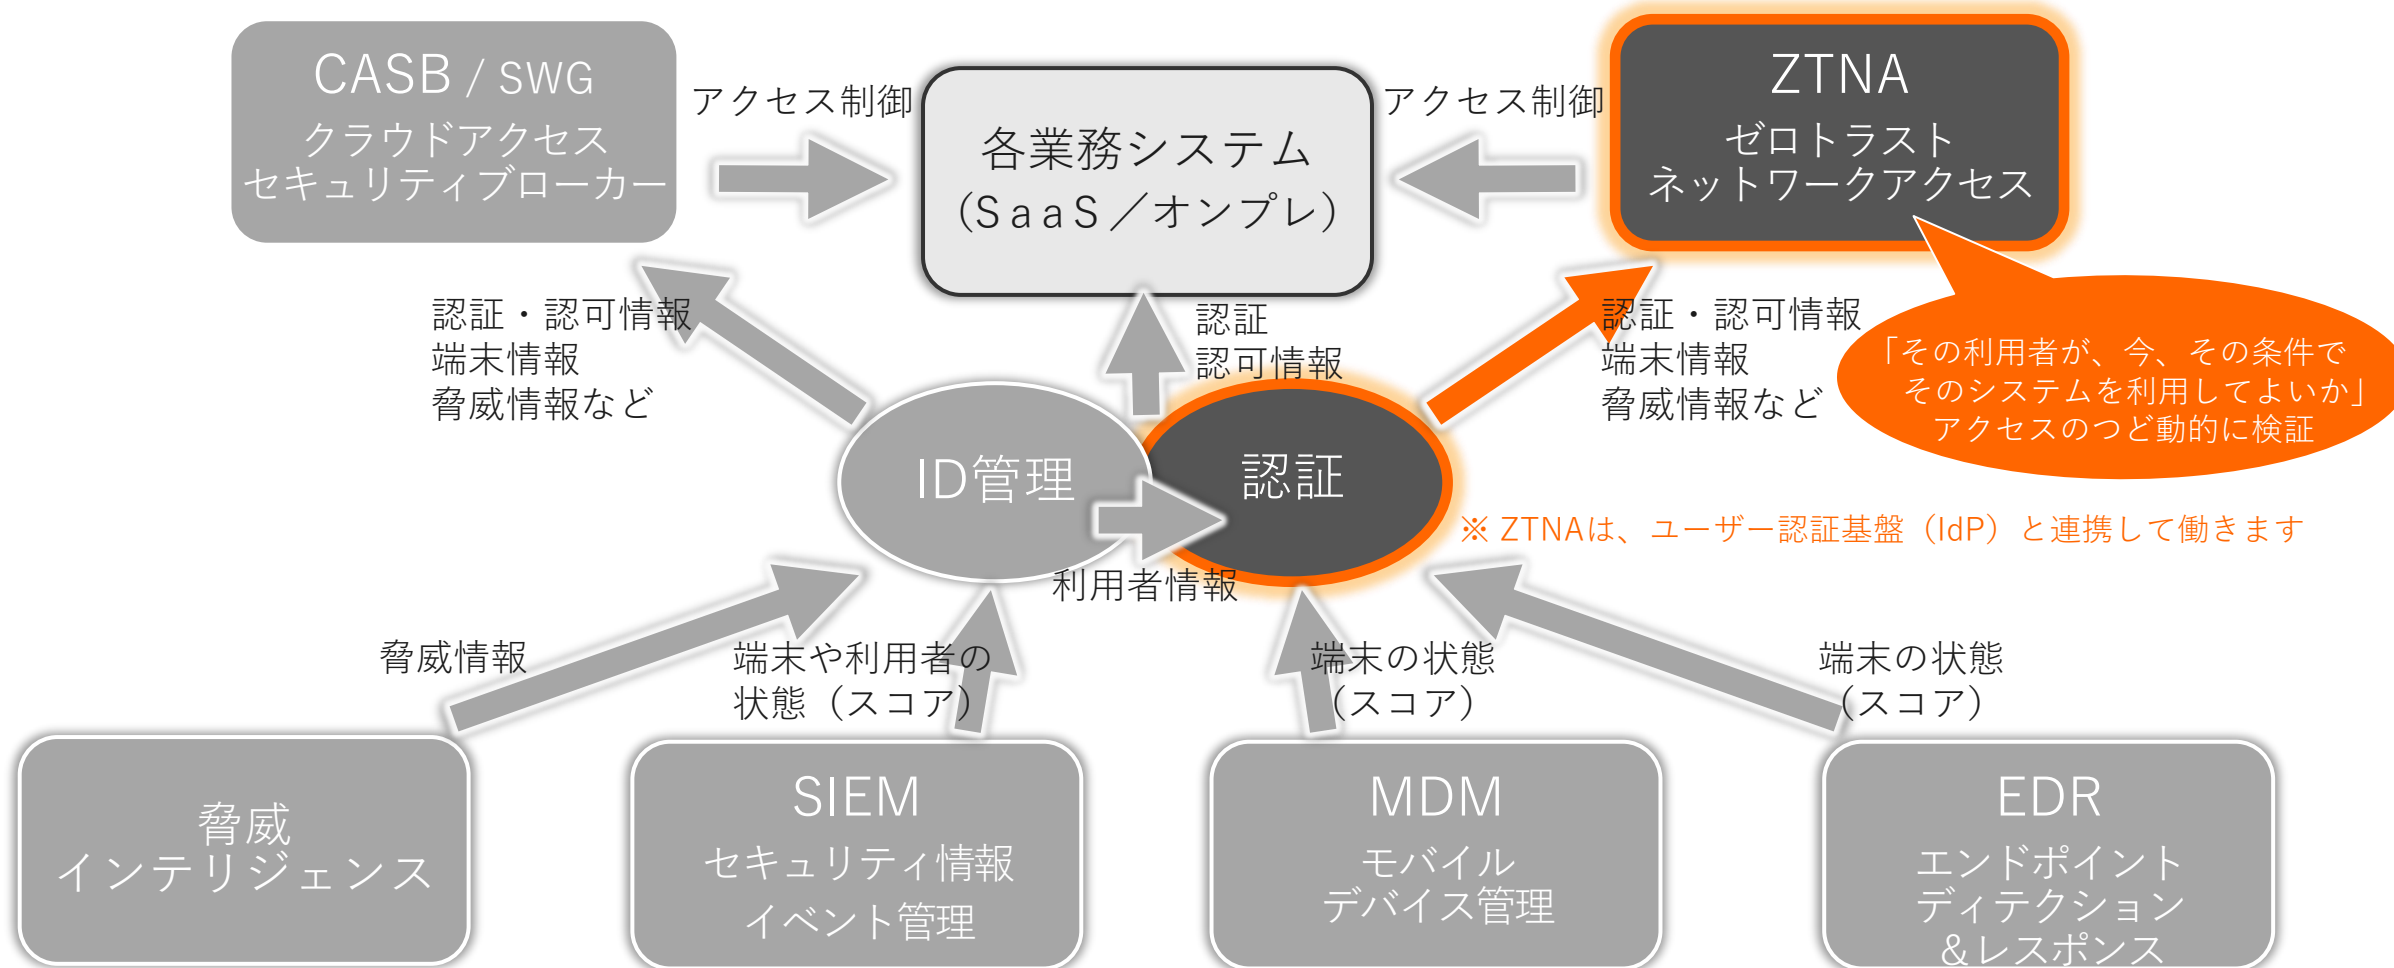 CASB / SWG
クラウドアクセス
セキュリティブローカー
アクセス制御
各業務システム
（ＳａａＳ／オンプレ）
アクセス制御
ZTNA
ゼロトラスト
ネットワークアクセス
認証・認可情報
端末情報
脅威情報など
認証
認可情報
認証・認可情報
端末情報
脅威情報など
「その利用者が、今、その条件で
そのシステムを利用してよいか」
アクセスのつど動的に検証
ID管理
認証
※ ZTNAは、ユーザー認証基盤（IdP）と連携して働きます
利用者情報
脅威情報
端末や利用者の
状態（スコア）
端末の状態
（スコア）
端末の状態
（スコア）
脅威
インテリジェンス
SIEM
セキュリティ情報
イベント管理
MDM
モバイル
デバイス管理
EDR
エンドポイント
ディテクション
＆レスポンス